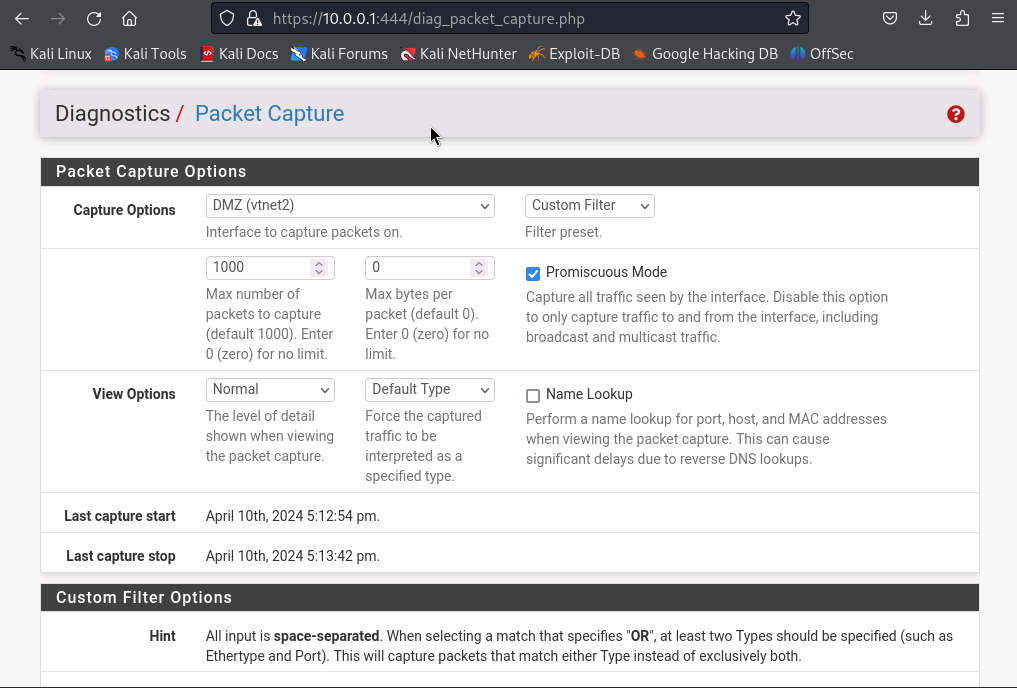 https://10.0.0.1:444/diag_packet_capture.php
Kali Linux Kali Tools Kali Docs Kali Forums Kali NetHunter Exploit-DB Google Hacking DB OffSec
Diagnostics / Packet Capture
Packet Capture Options
Capture Options
DMZ (vtnet2)
Interface to capture packets on.
Custom Filter
Filter preset.
1000
Max number of
packets to capture
(default 1000). Enter
0 (zero) for no limit.
0
Max bytes per
packet (default 0).
Enter 0 (zero) for no
limit.
Promiscuous Mode
Capture all traffic seen by the interface. Disable this option
to only capture traffic to and from the interface, including
broadcast and multicast traffic.
View Options
Normal
The level of detail
shown when viewing
the packet capture.
Default Type
Force the captured
traffic to be
interpreted as a
specified type.
Name Lookup
Perform a name lookup for port, host, and MAC addresses
when viewing the packet capture. This can cause
significant delays due to reverse DNS lookups.
Last capture start April 10th, 2024 5:12:54 pm.
Last capture stop April 10th, 2024 5:13:42 pm.
Custom Filter Options
Hint
All input is space-separated. When selecting a match that specifies "OR", at least two Types should be specified (such as
Ethertype and Port). This will capture packets that match either Type instead of exclusively both.